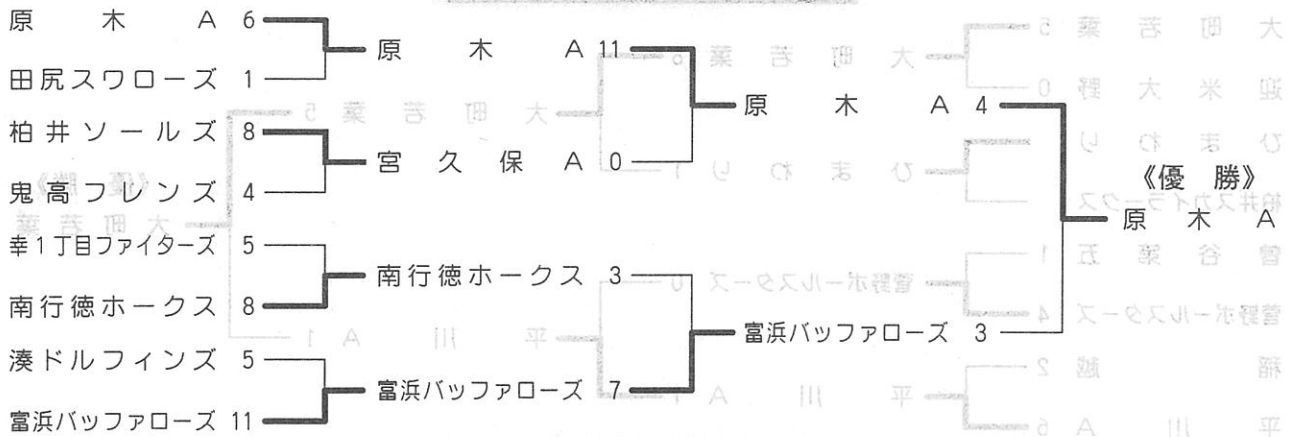 原木A 6
田尻スワローズ 1
柏井ソールズ 8
鬼高フレンズ 4
幸1丁目ファイターズ 5
南行徳ホークス 8
湊ドルフィンズ 5
富浜バッファローズ 11
原木A 11
宮久保A 0
南行徳ホークス 3
富浜バッファローズ 7
原木A 4
富浜バッファローズ 3
《優勝》
原木A